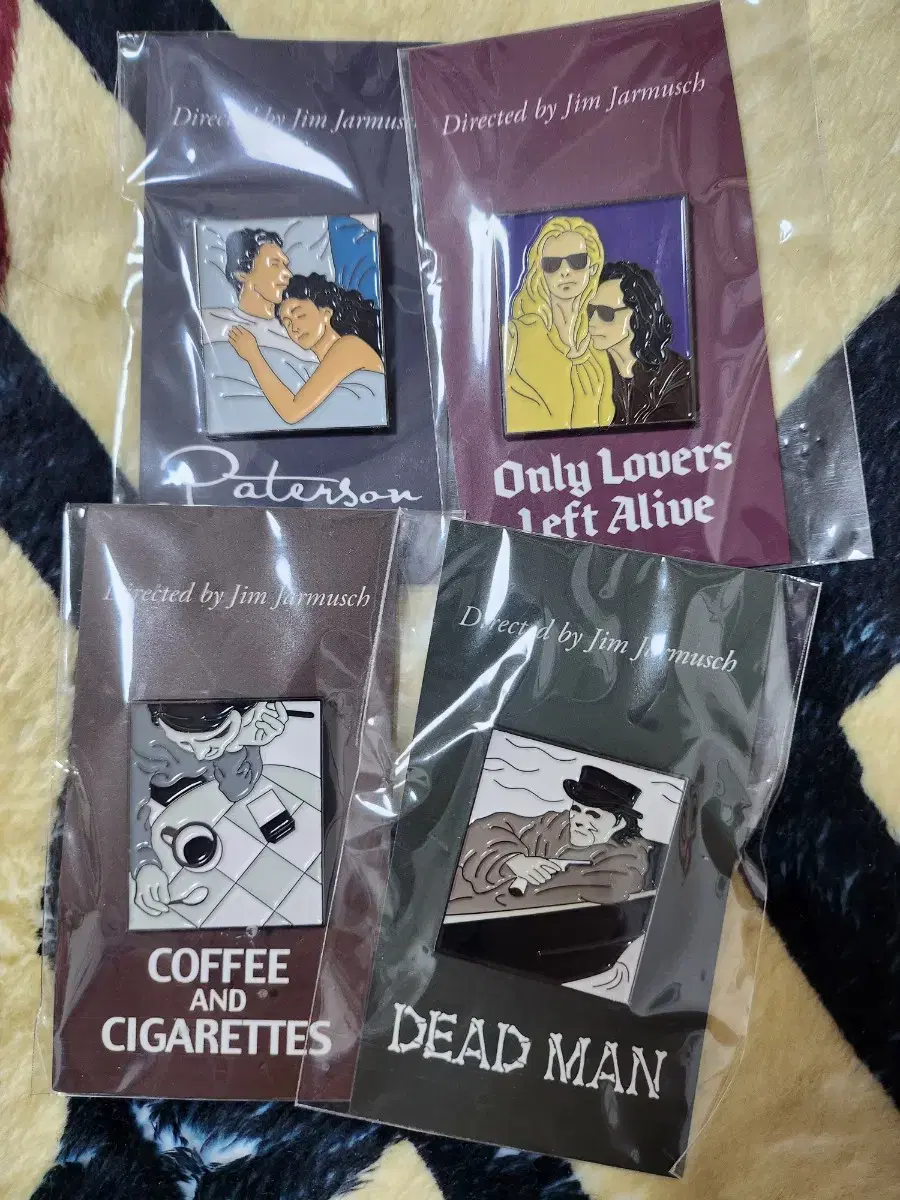 Directed by Jim Jarmusc
Paterson
Directed by Jim Jarmusch
Only Lovers
Left Alive
Directed by Jim Jarmusch
COFFEE
AND
CIGARETTES
Directed by Jim Jarmusch
DEAD MAN